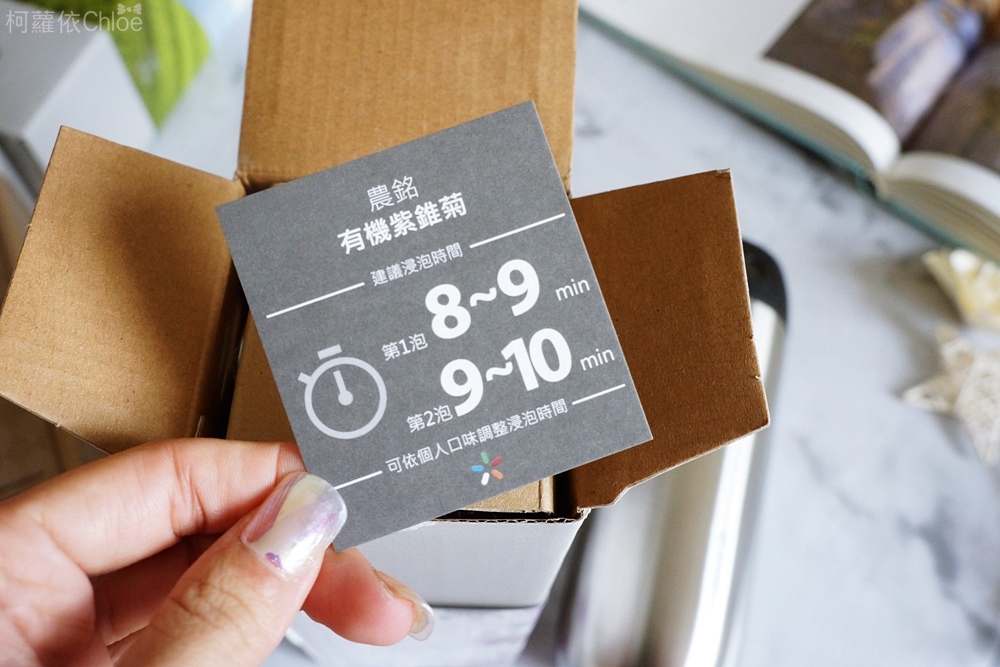 柯蘿依Chloe
農銘
有機紫錐菊
建議浸泡時間
第1泡 8~9 min
第2泡 9~10 min
可依個人口味調整浸泡時間